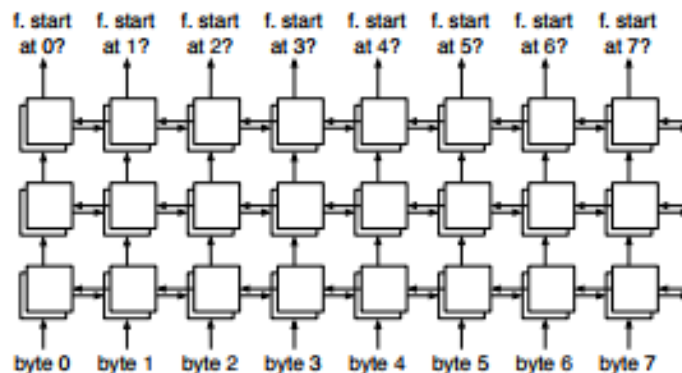 f. start f. start f. start f. start f. start f. start f. start f. start
at 0? at 1? at 2? at 3? at 4? at 5? at 6? at 7?
byte 0 byte 1 byte 2 byte 3 byte 4 byte 5 byte 6 byte 7